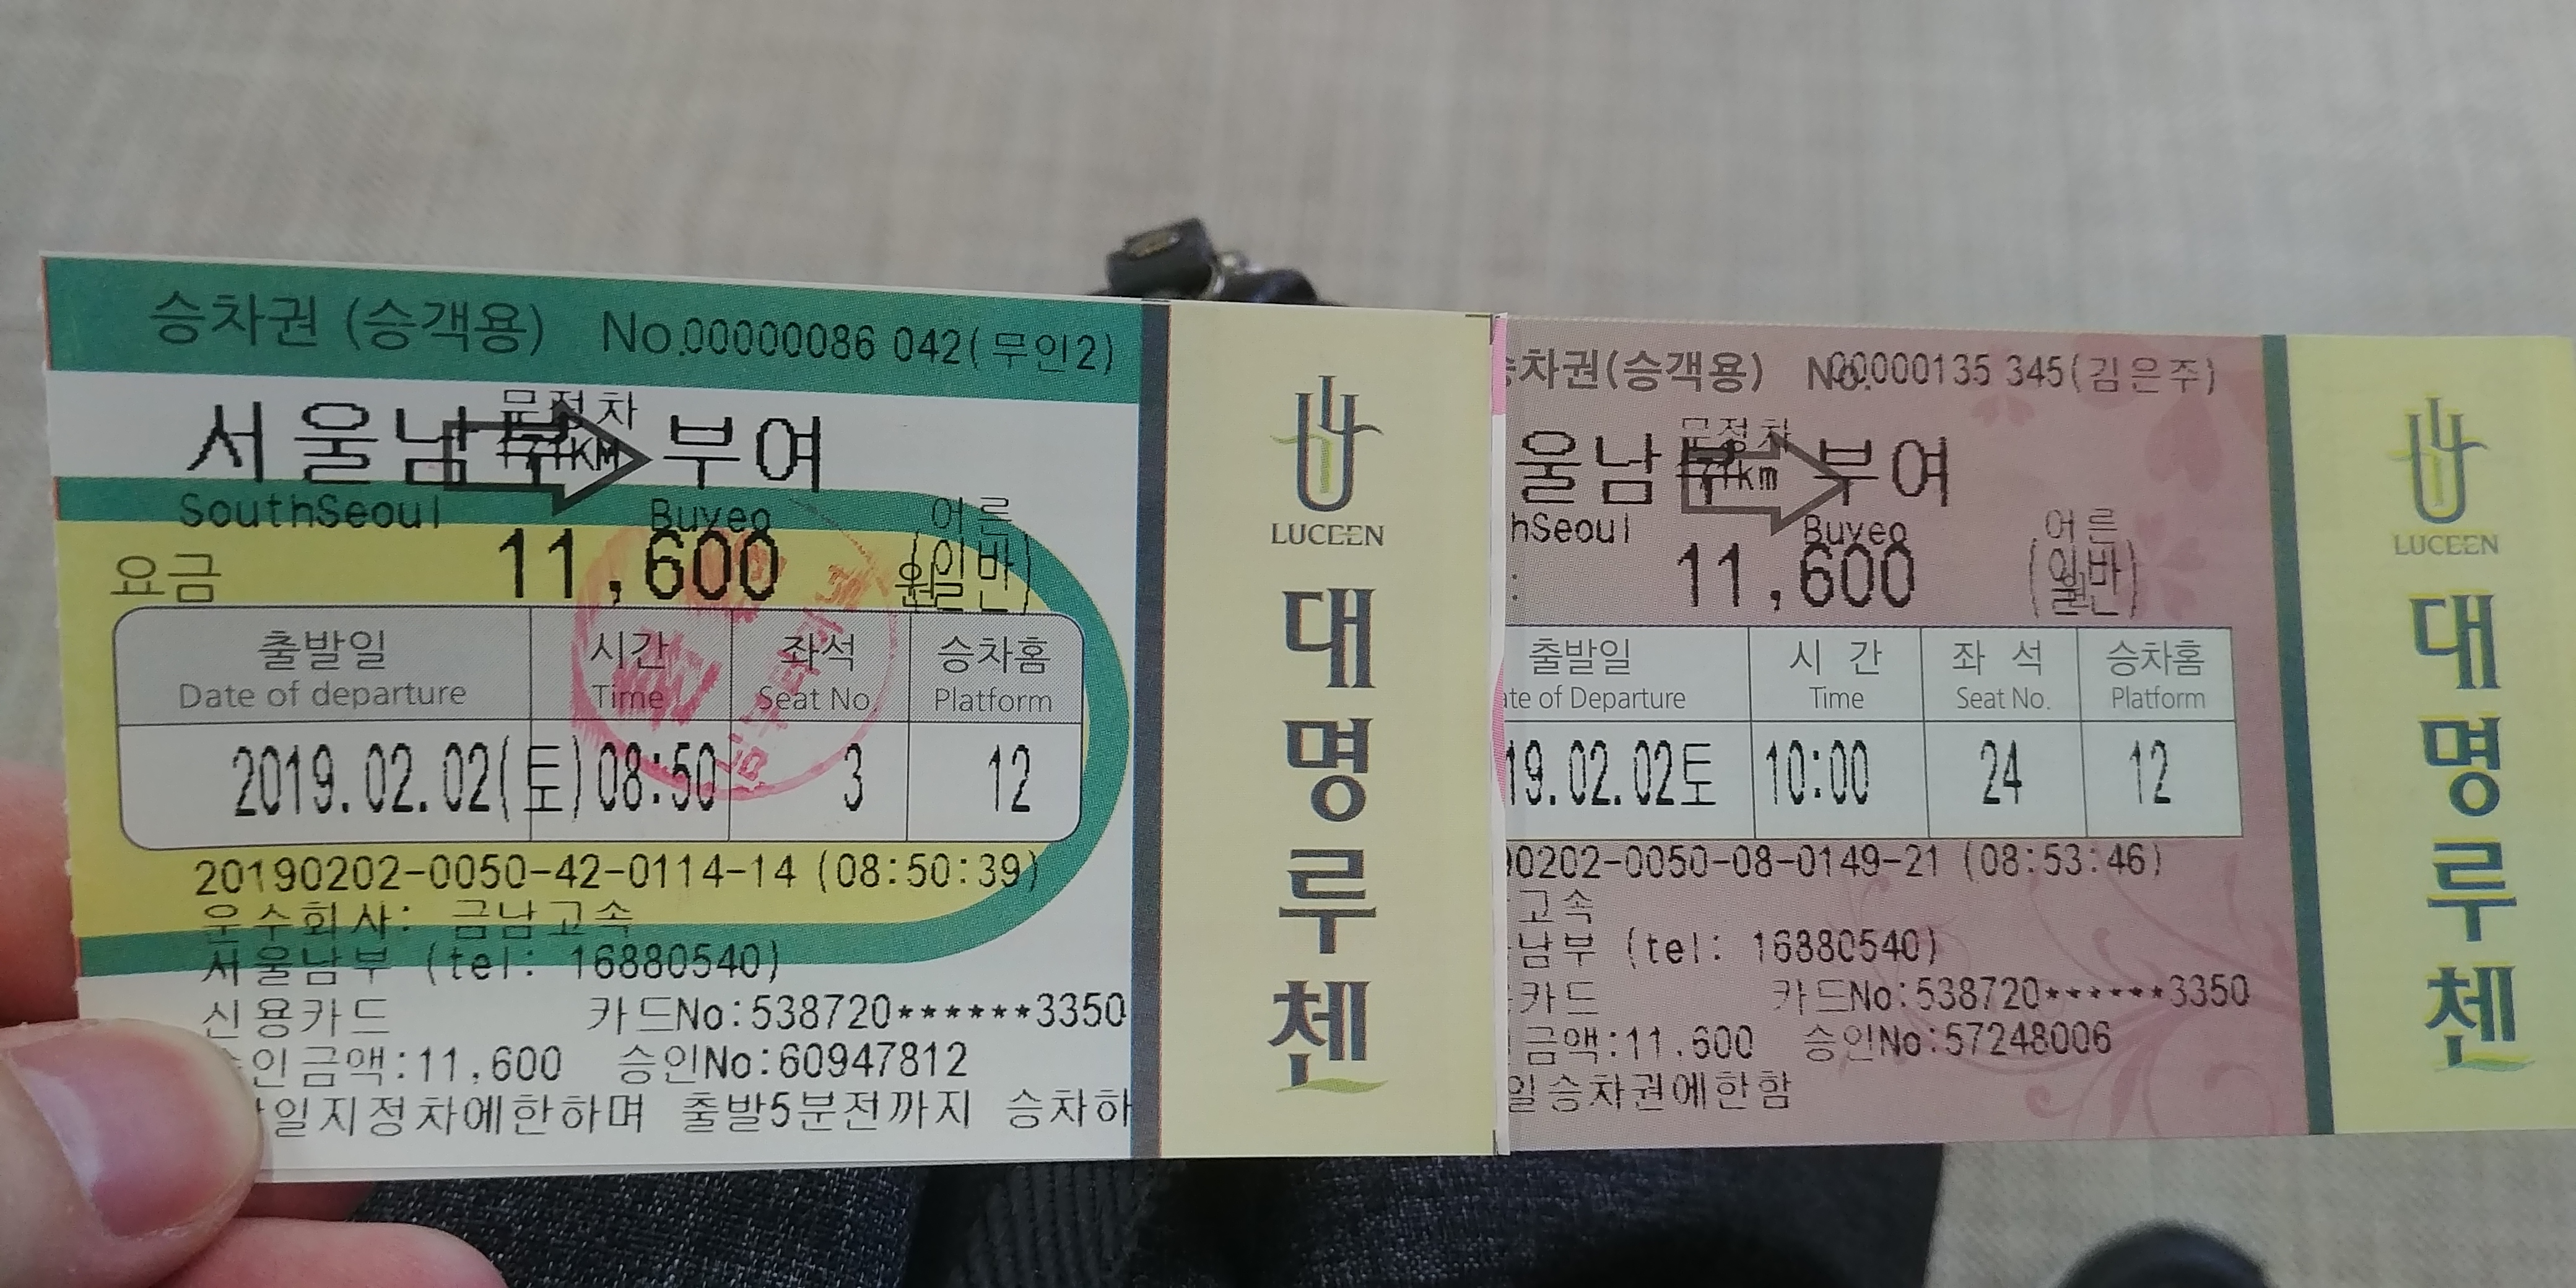 승차권 (승객용) No.00000086 042(무인2)
무정차
서울남부 171KM 부여
SouthSeoul Buyeo
어른
요금 11,600 원 (일반)
출발일 시간 좌석 승차홈
Date of departure Time Seat No. Platform
2019.02.02(토) 08:50 3 12
20190202-0050-42-0114-14 (08:50:39)
운수회사: 금남고속
서울남부 (tel: 16880540)
신용카드 카드No:538720******3350
인금액:11,600 승인No:60947812
일지정차에한하며 출발5분전까지 승차하
LUCEEN
대명루첸
차권(승객용) No.00000135 345(김은주)
무정차
울남부 171km 부여
hSeoul Buyeo
어른
: 11,600 원 (일반)
출발일 시 간 좌 석 승차홈
ate of Departure Time Seat No. Platform
19.02.02토 10:00 24 12
0202-0050-08-0149-21 (08:53:46)
고속
남부 (tel: 16880540)
카드 카드No:538720******3350
금액:11,600 승인No:57248006
일승차권에한함
LUCEEN
대명루첸